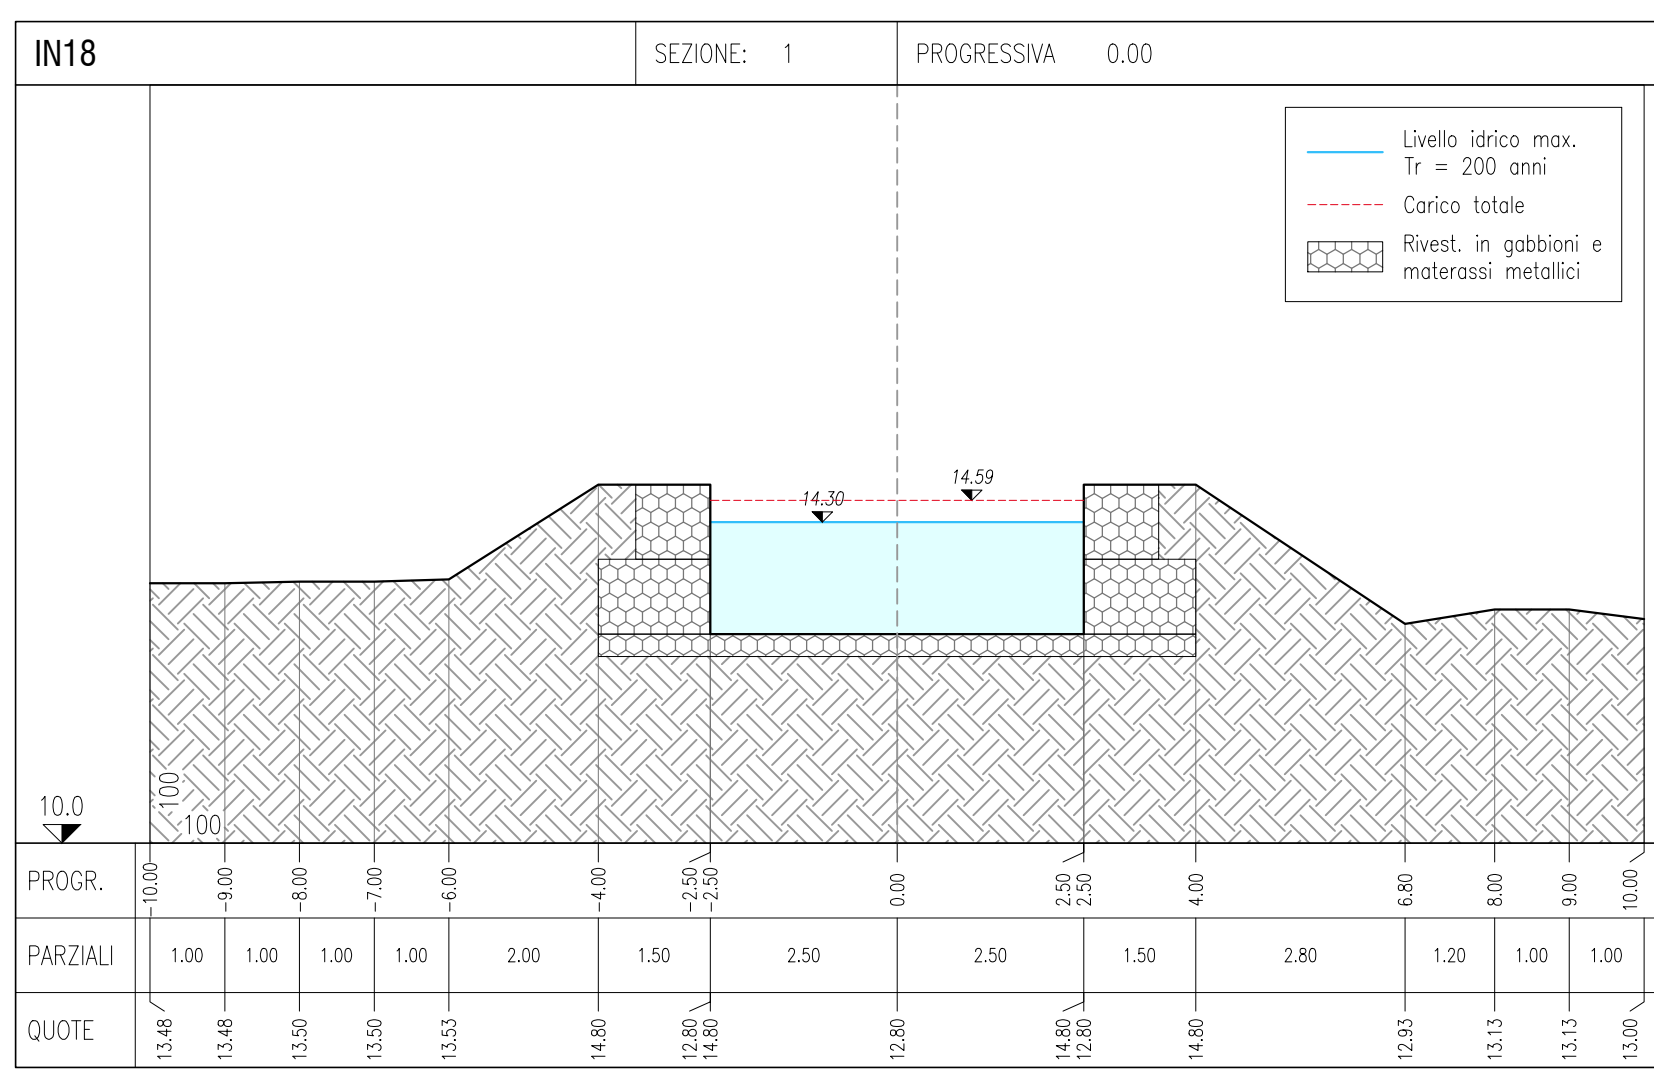 IN18 SEZIONE: 1 PROGRESSIVA 0.00
Livello idrico max.
Tr = 200 anni
Carico totale
Rivest. in gabbioni e
materassi metallici
14.59
14.30
100
100
10.0
PROGR. -10.00 -9.00 -8.00 -7.00 -6.00 -4.00 -2.50 -2.50 0.00 2.50 2.50 4.00 6.80 8.00 9.00 10.00
PARZIALI 1.00 1.00 1.00 1.00 2.00 1.50 2.50 2.50 1.50 2.80 1.20 1.00 1.00
QUOTE 13.48 13.48 13.50 13.50 13.53 14.80 12.80 14.80 12.80 14.80 12.80 14.80 12.93 13.13 13.13 13.00